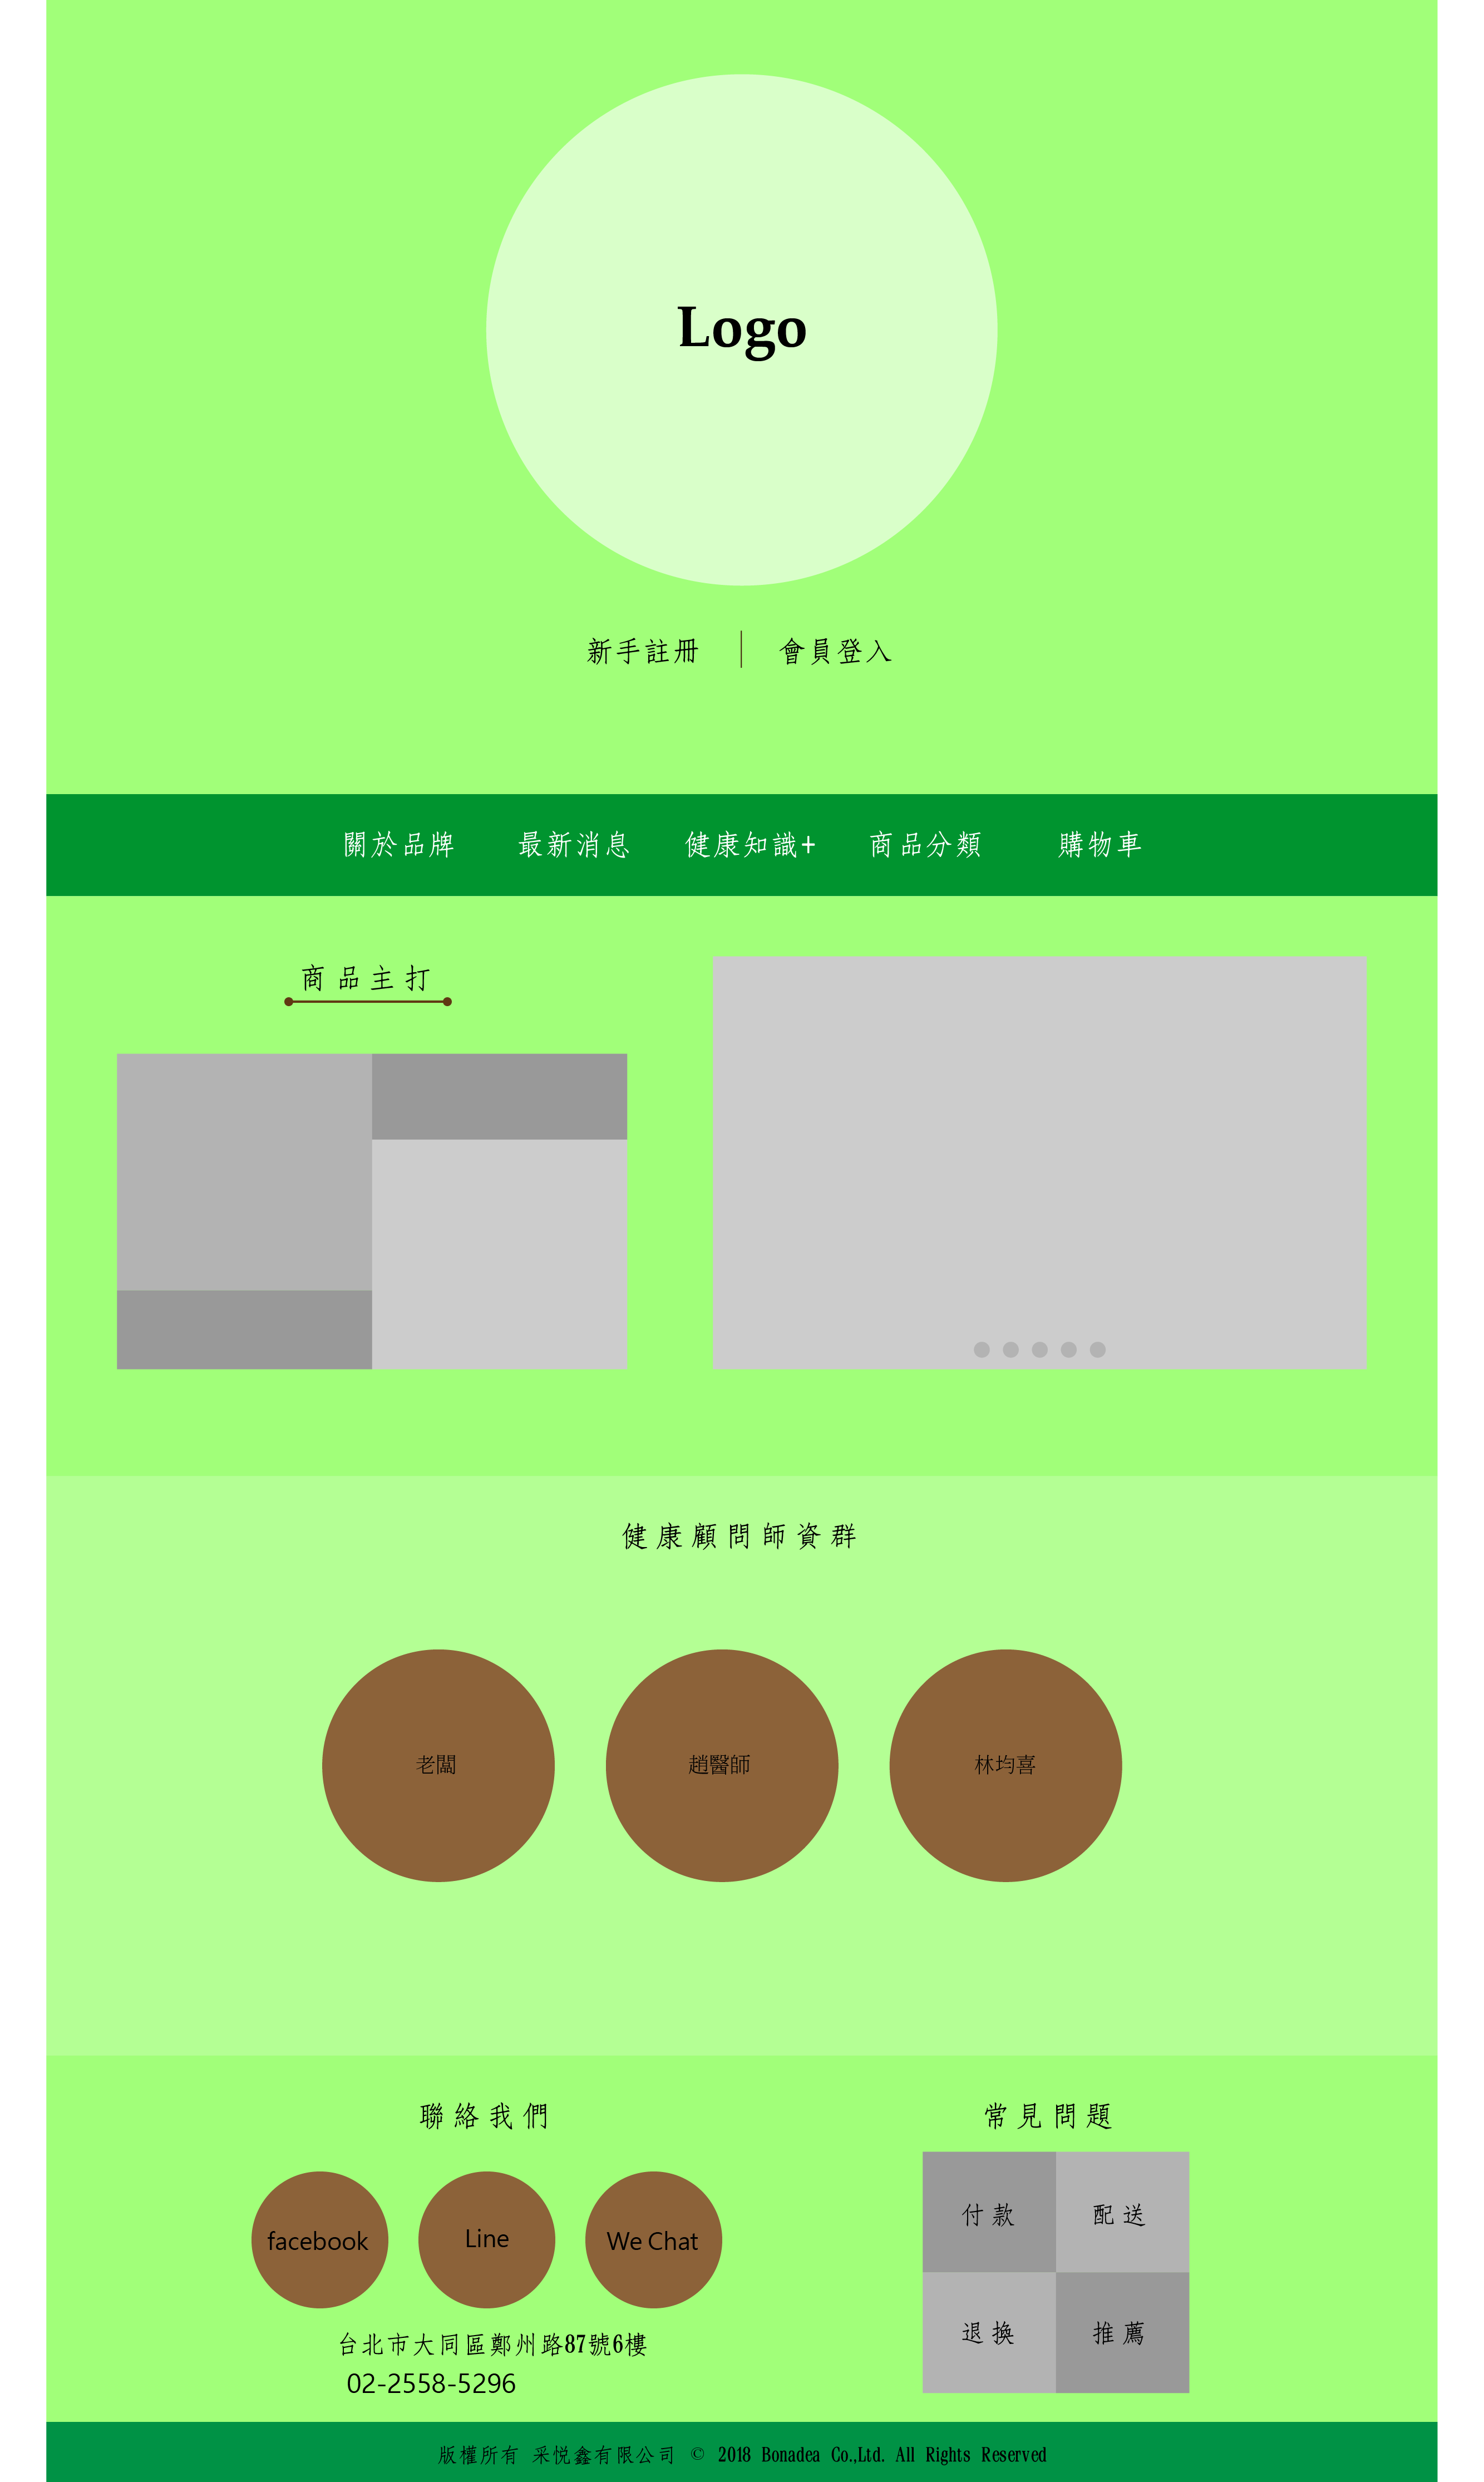 Logo
新手註冊 會員登入
關於品牌 最新消息 健康知識+ 商品分類 購物車
商品主打
健康顧問師資群
老闆 趙醫師 林均喜
聯絡我們
facebook Line We Chat
台北市大同區鄭州路87號6樓
02-2558-5296
常見問題
付款 配送
退換 推薦
版權所有 采悅鑫有限公司 © 2018 Bonadea Co.,Ltd. All Rights Reserved